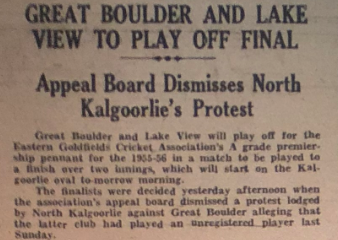 GREAT BOULDER AND LAKE
VIEW TO PLAY OFF FINAL
Appeal Board Dismisses North
Kalgoorlie's Protest
Great Boulder and Lake View will play off for the
Eastern Goldfields Cricket Association's A grade premier-
ship pennant for the 1955-56 in a match to be played to
a finish over two innings, which will start on the Kal-
goorlie oval to-morrow morning.
The finalists were decided yesterday afternoon when
the association's appeal board dismissed a protest lodged
by North Kalgoorlie against Great Boulder alleging that
the latter club had played an unregistered player last
Sunday.